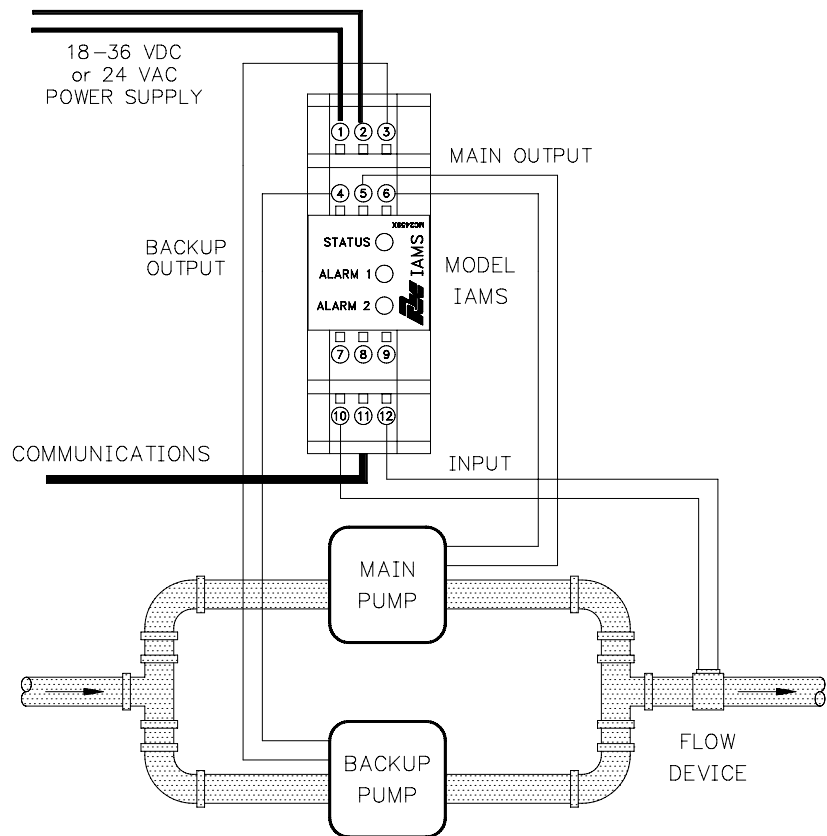 18-36 VDC
or 24 VAC
POWER SUPPLY
1 2 3
MAIN OUTPUT
4 5 6
MC2456X
BACKUP
OUTPUT
STATUS
ALARM 1
ALARM 2
IAMS
MODEL
IAMS
7 8 9
10 11 12
COMMUNICATIONS
INPUT
MAIN
PUMP
BACKUP
PUMP
FLOW
DEVICE